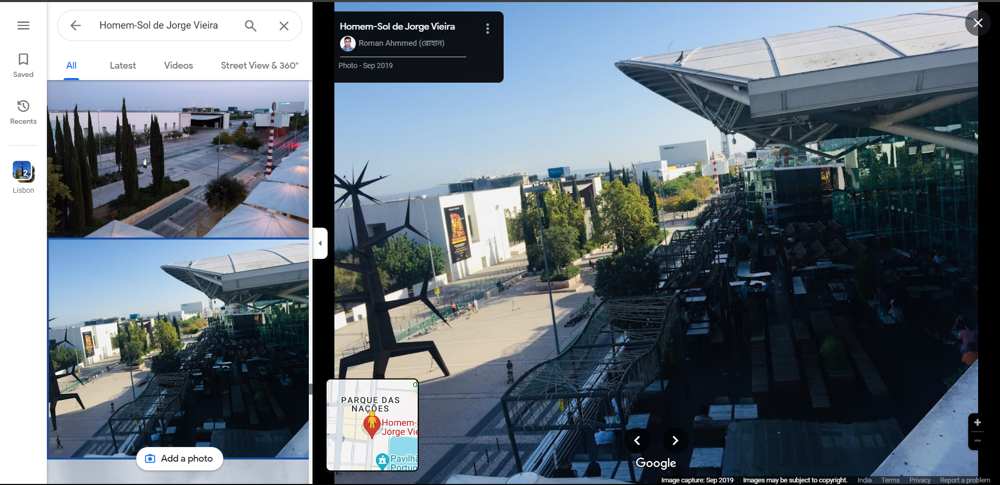 Homem-Sol de Jorge Vieira
Saved
Recents
2
Lisbon
All
Latest
Videos
Street View & 360°
Add a photo
Homem-Sol de Jorge Vieira
Roman Ahmmed (রোহান)
Photo - Sep 2019
PARQUE DAS
NAÇÕES
Homem-
Jorge Vie
Pavilhã
Portug
Google
Image capture: Sep 2019
Images may be subject to copyright.
India
Terms
Privacy
Report a problem